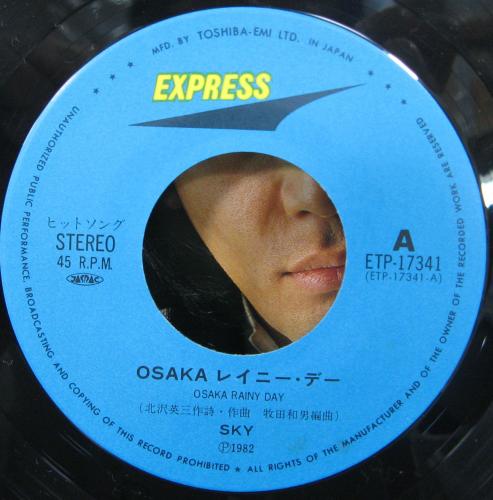 MFD. BY TOSHIBA-EMI LTD. IN JAPAN
EXPRESS
ヒットソング
STEREO
45 R.P.M.
JASRAC
A
ETP-17341
(ETP-17341-A)
OSAKA レイニー・デー
OSAKA RAINY DAY
(北沢英三作詩・作曲 牧田和男編曲)
SKY
Ⓟ1982
UNAUTHORIZED PUBLIC PERFORMANCE, BROADCASTING AND COPYING OF THIS RECORD PROHIBITED ★ ALL RIGHTS OF THE MANUFACTURER AND OF THE OWNER OF THE RECORDED WORK ARE RESERVED